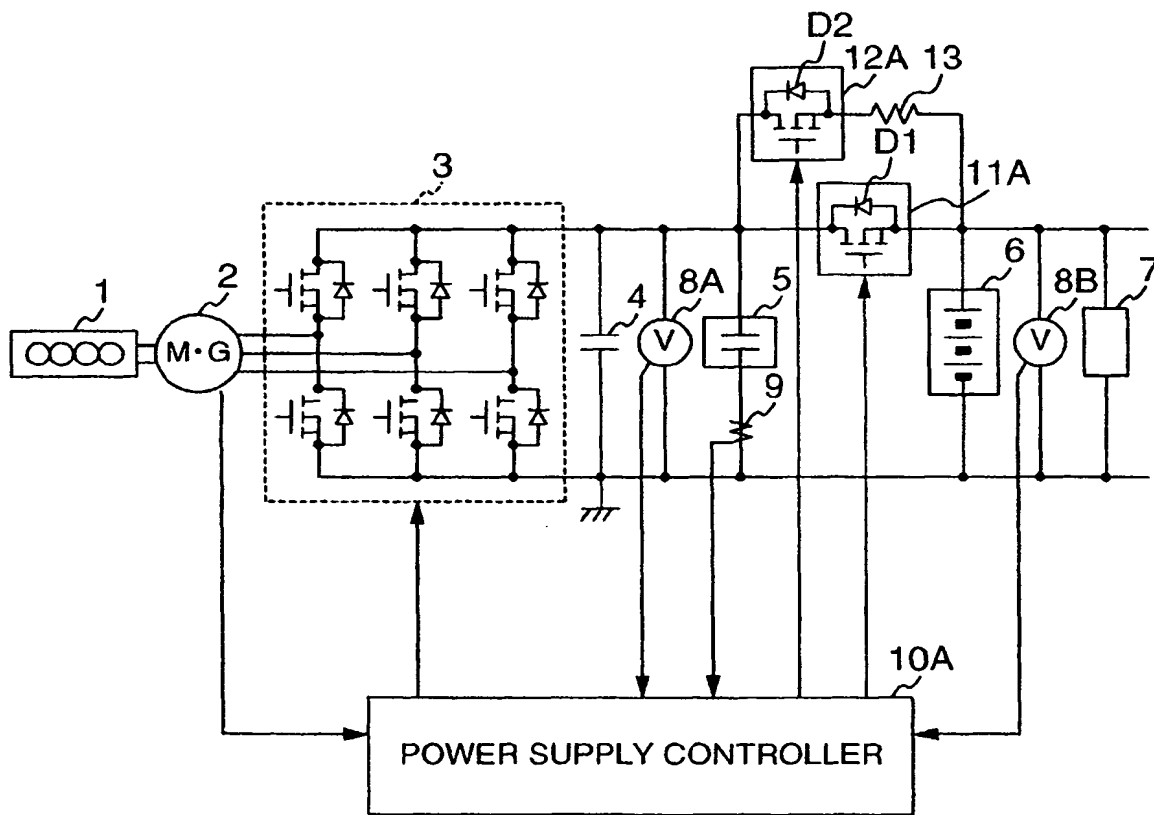 D2
12A
13
D1
11A
3
1
2
M·G
4
8A
V
5
6
8B
V
7
9
10A
POWER SUPPLY CONTROLLER